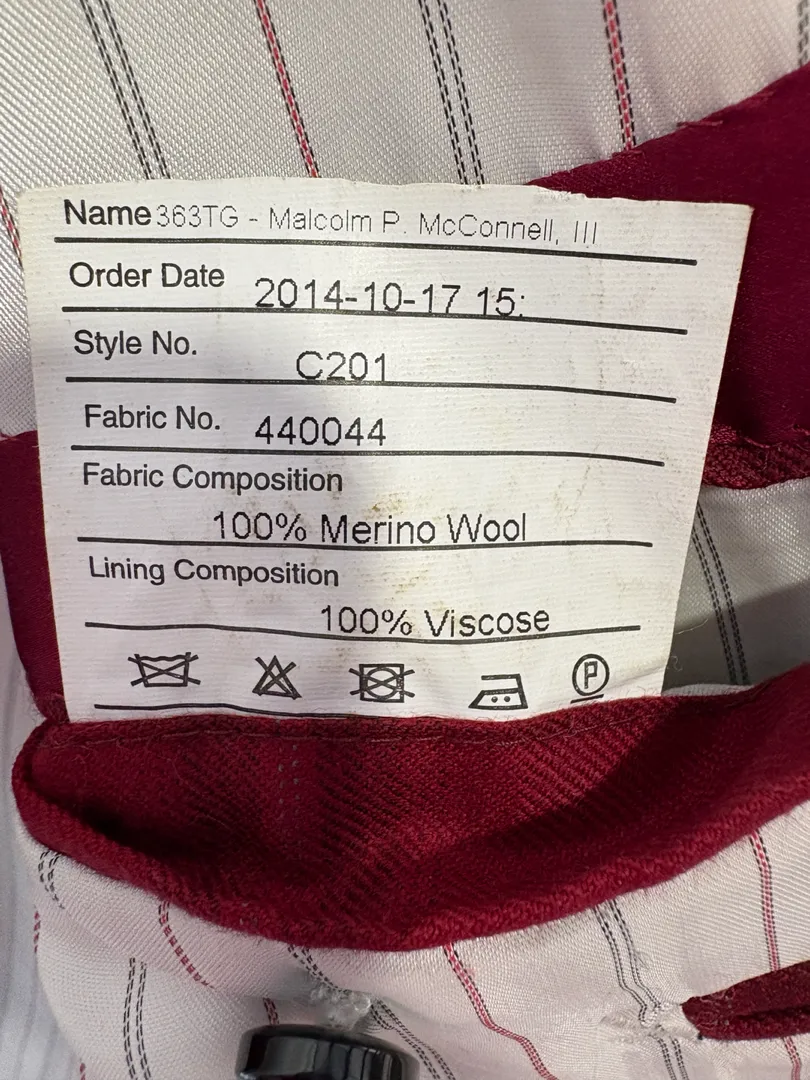 Name 363TG - Malcolm P. McConnell, III
Order Date 2014-10-17 15:
Style No. C201
Fabric No. 440044
Fabric Composition
100% Merino Wool
Lining Composition
100% Viscose
P